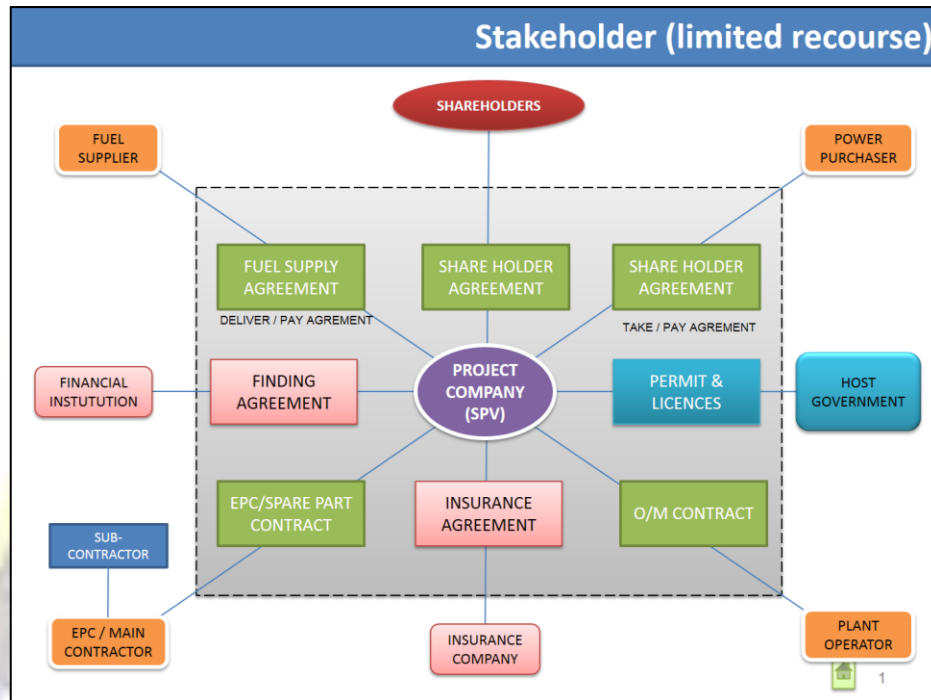 Stakeholder (limited recourse)
SHAREHOLDERS
FUEL
SUPPLIER
POWER
PURCHASER
FUEL SUPPLY
AGREEMENT
SHARE HOLDER
AGREEMENT
SHARE HOLDER
AGREEMENT
DELIVER / PAY AGREMENT
TAKE / PAY AGREEMENT
FINANCIAL
INSTUTUTION
FINDING
AGREEMENT
PROJECT
COMPANY
(SPV)
PERMIT &
LICENCES
HOST
GOVERNMENT
EPC/SPARE PART
CONTRACT
INSURANCE
AGREEMENT
O/M CONTRACT
SUB-
CONTRACTOR
EPC / MAIN
CONTRACTOR
INSURANCE
COMPANY
PLANT
OPERATOR
1